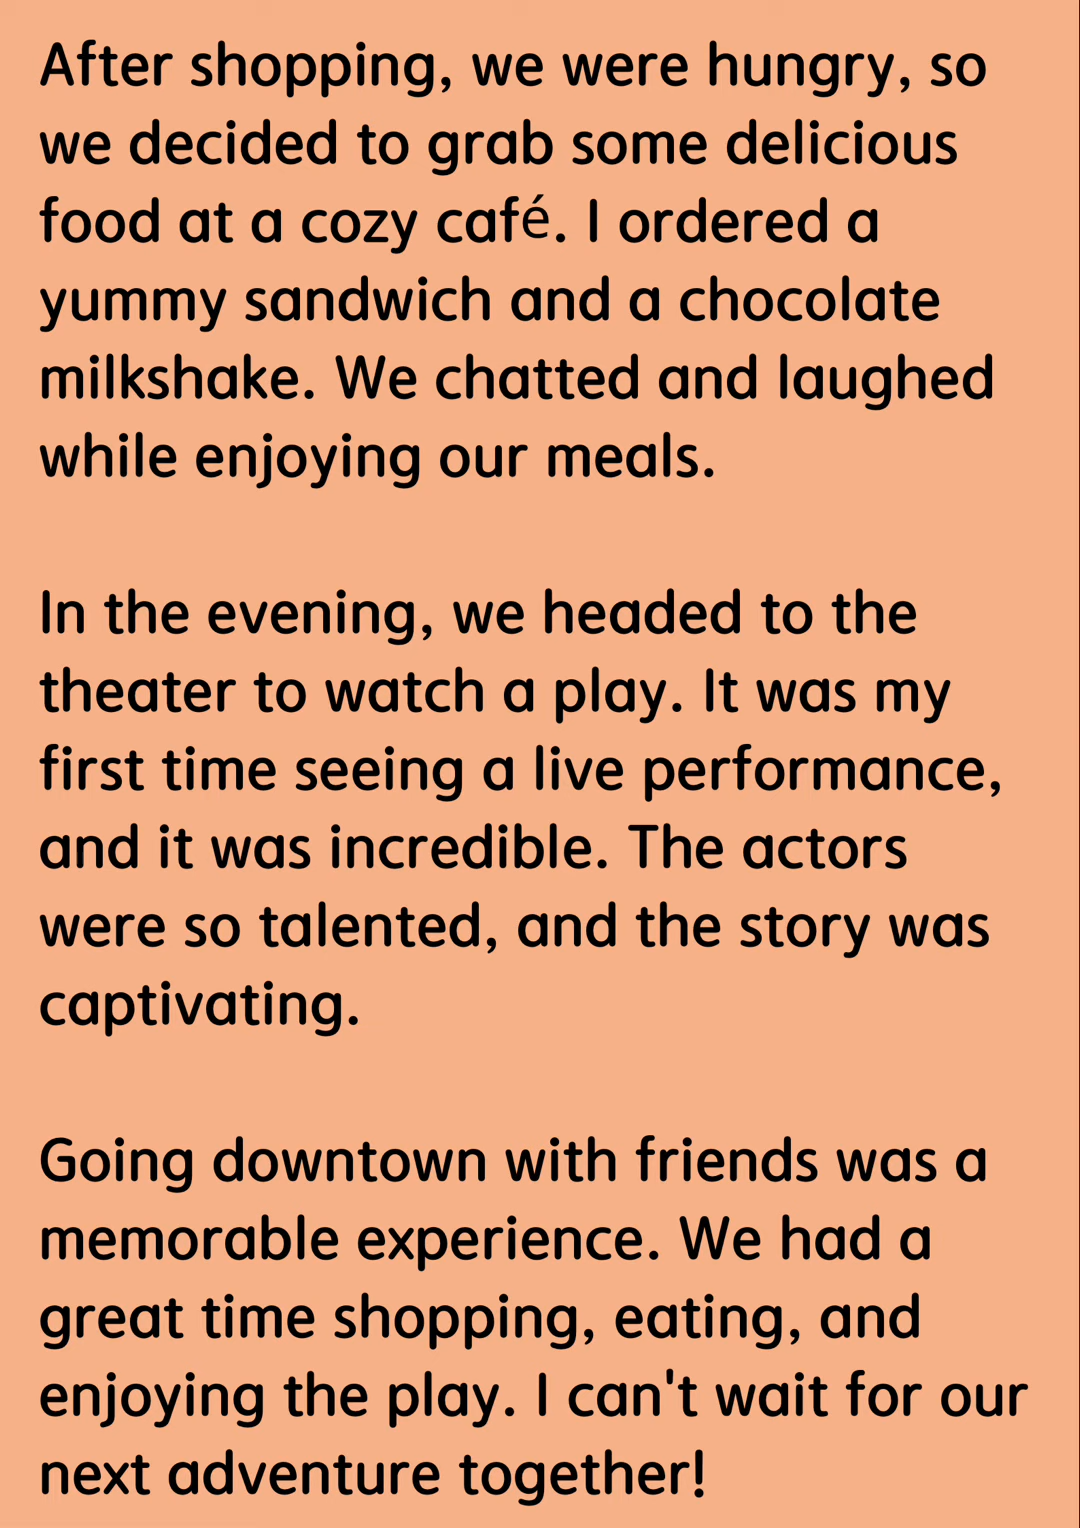 After shopping, we were hungry, so
we decided to grab some delicious
food at a cozy café. I ordered a
yummy sandwich and a chocolate
milkshake. We chatted and laughed
while enjoying our meals.
In the evening, we headed to the
theater to watch a play. It was my
first time seeing a live performance,
and it was incredible. The actors
were so talented, and the story was
captivating.
Going downtown with friends was a
memorable experience. We had a
great time shopping, eating, and
enjoying the play. I can't wait for our
next adventure together!